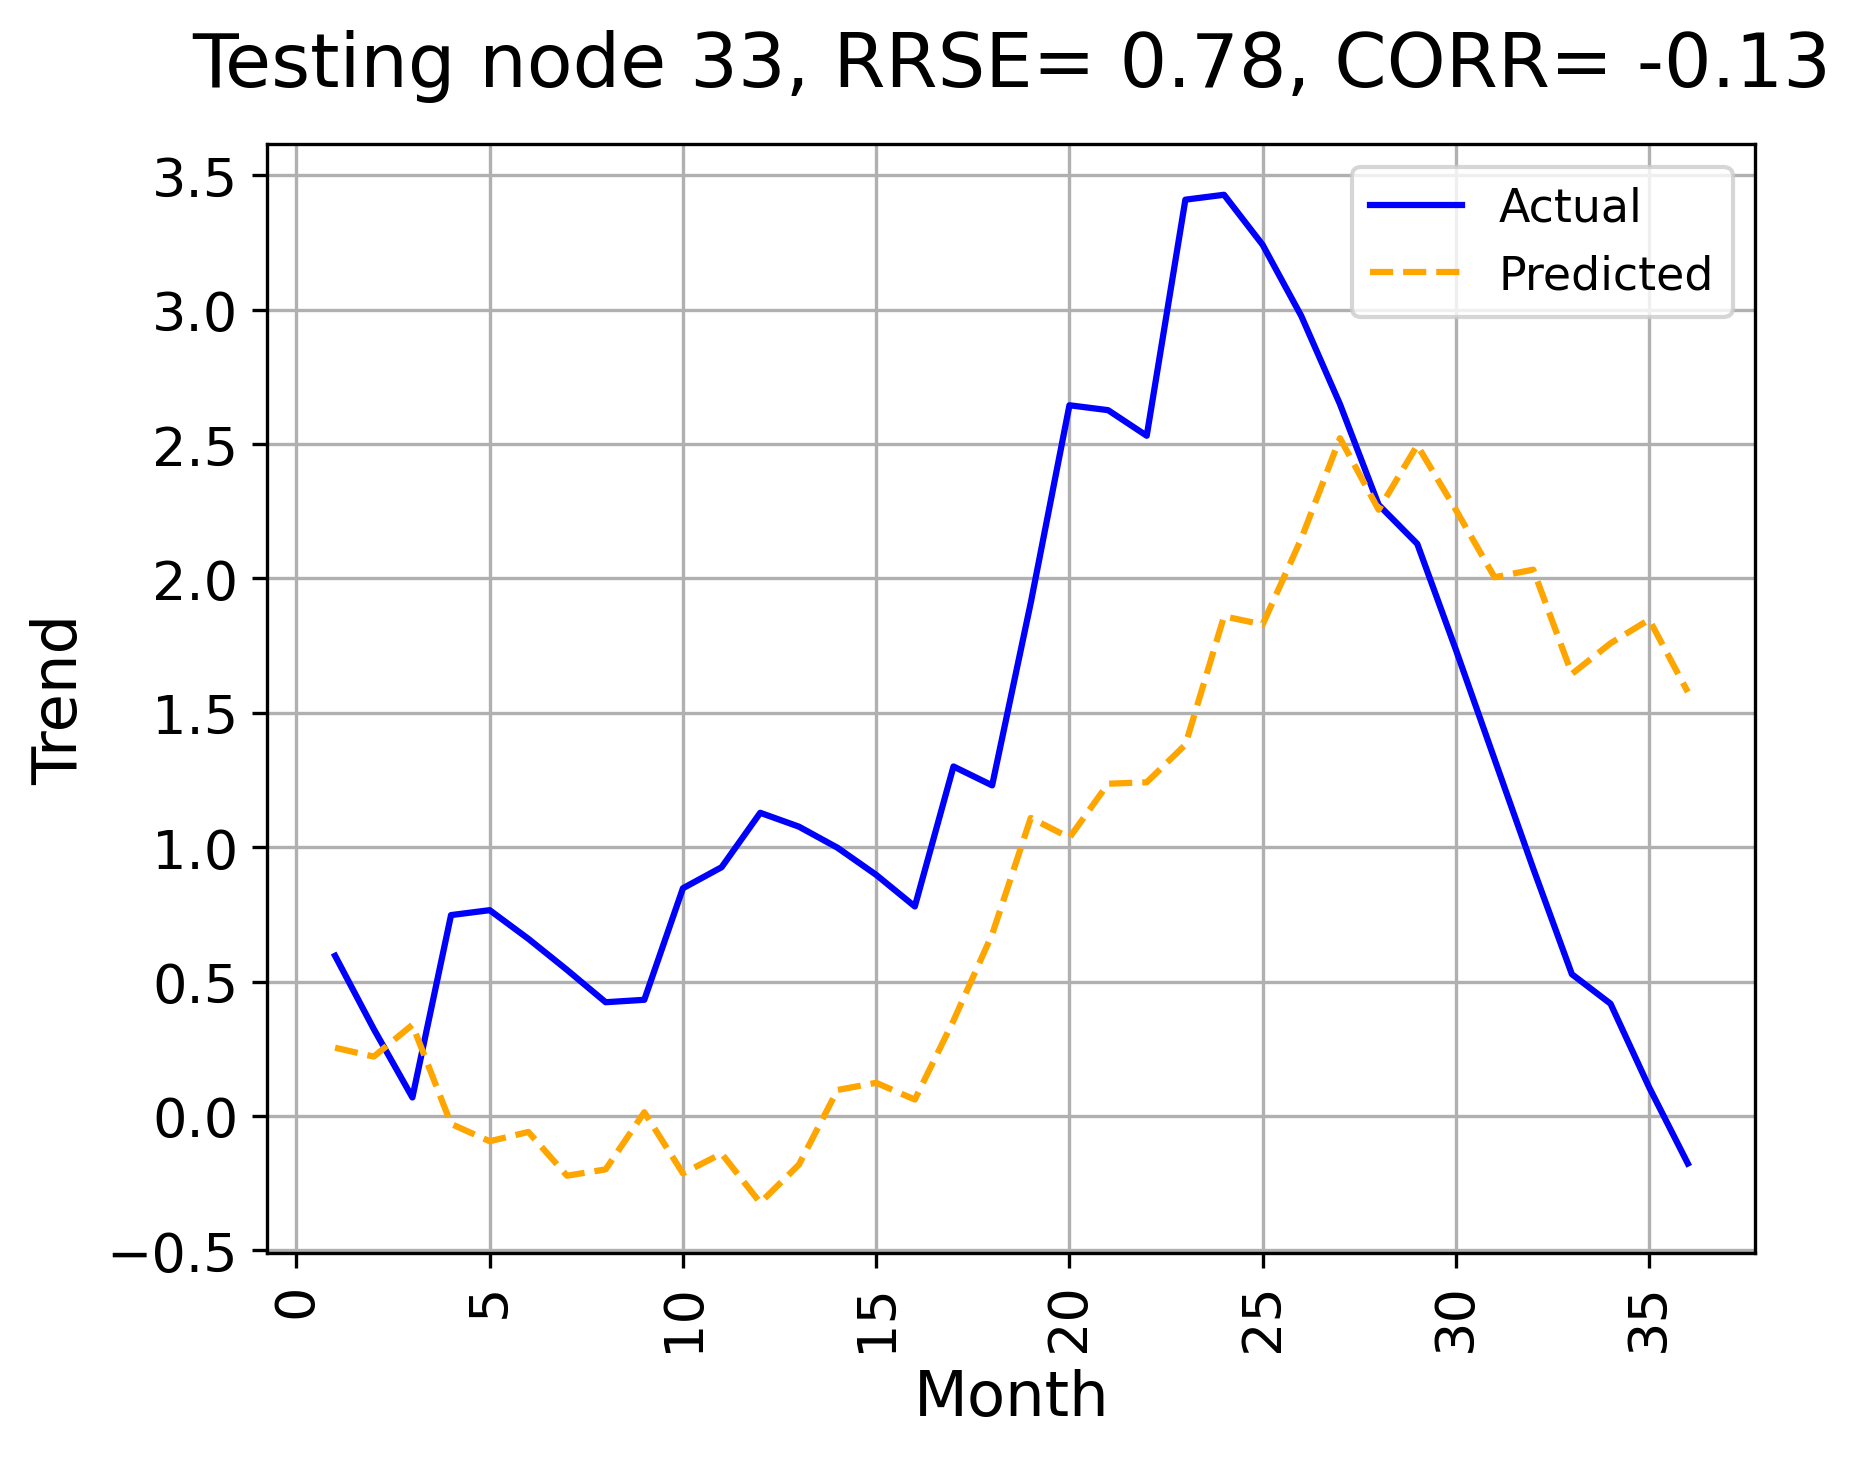 Testing node 33, RRSE= 0.78, CORR= -0.13
3.5
3.0
2.5
2.0
1.5
1.0
0.5
0.0
−0.5
Trend
Actual
Predicted
0 5 10 15 20 25 30 35
Month